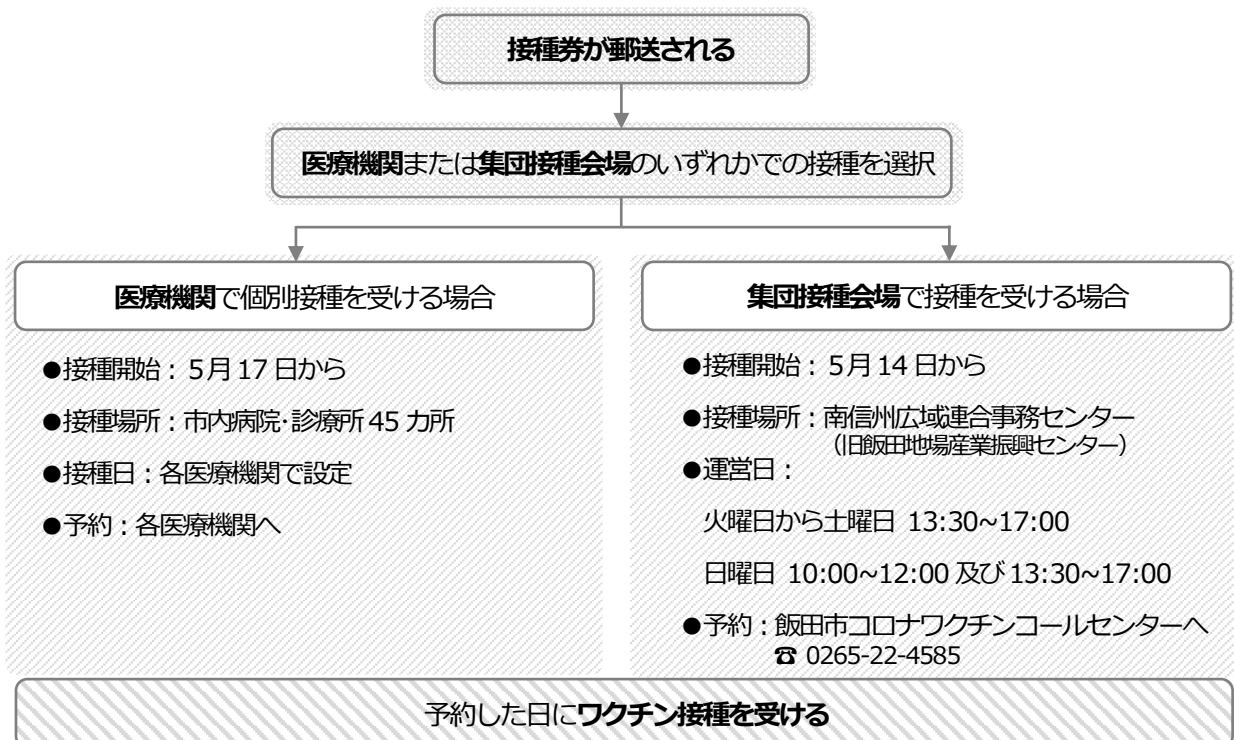 接種券が郵送される
医療機関または集団接種会場のいずれかでの接種を選択
医療機関で個別接種を受ける場合
●接種開始：５月17日から
●接種場所：市内病院・診療所45カ所
●接種日：各医療機関で設定
●予約：各医療機関へ
集団接種会場で接種を受ける場合
●接種開始：５月14日から
●接種場所：南信州広域連合事務センター
（旧飯田地場産業振興センター）
●運営日：
火曜日から土曜日 13:30~17:00
日曜日 10:00~12:00及び13:30~17:00
●予約：飯田市コロナワクチンコールセンターへ
☎ 0265-22-4585
予約した日にワクチン接種を受ける